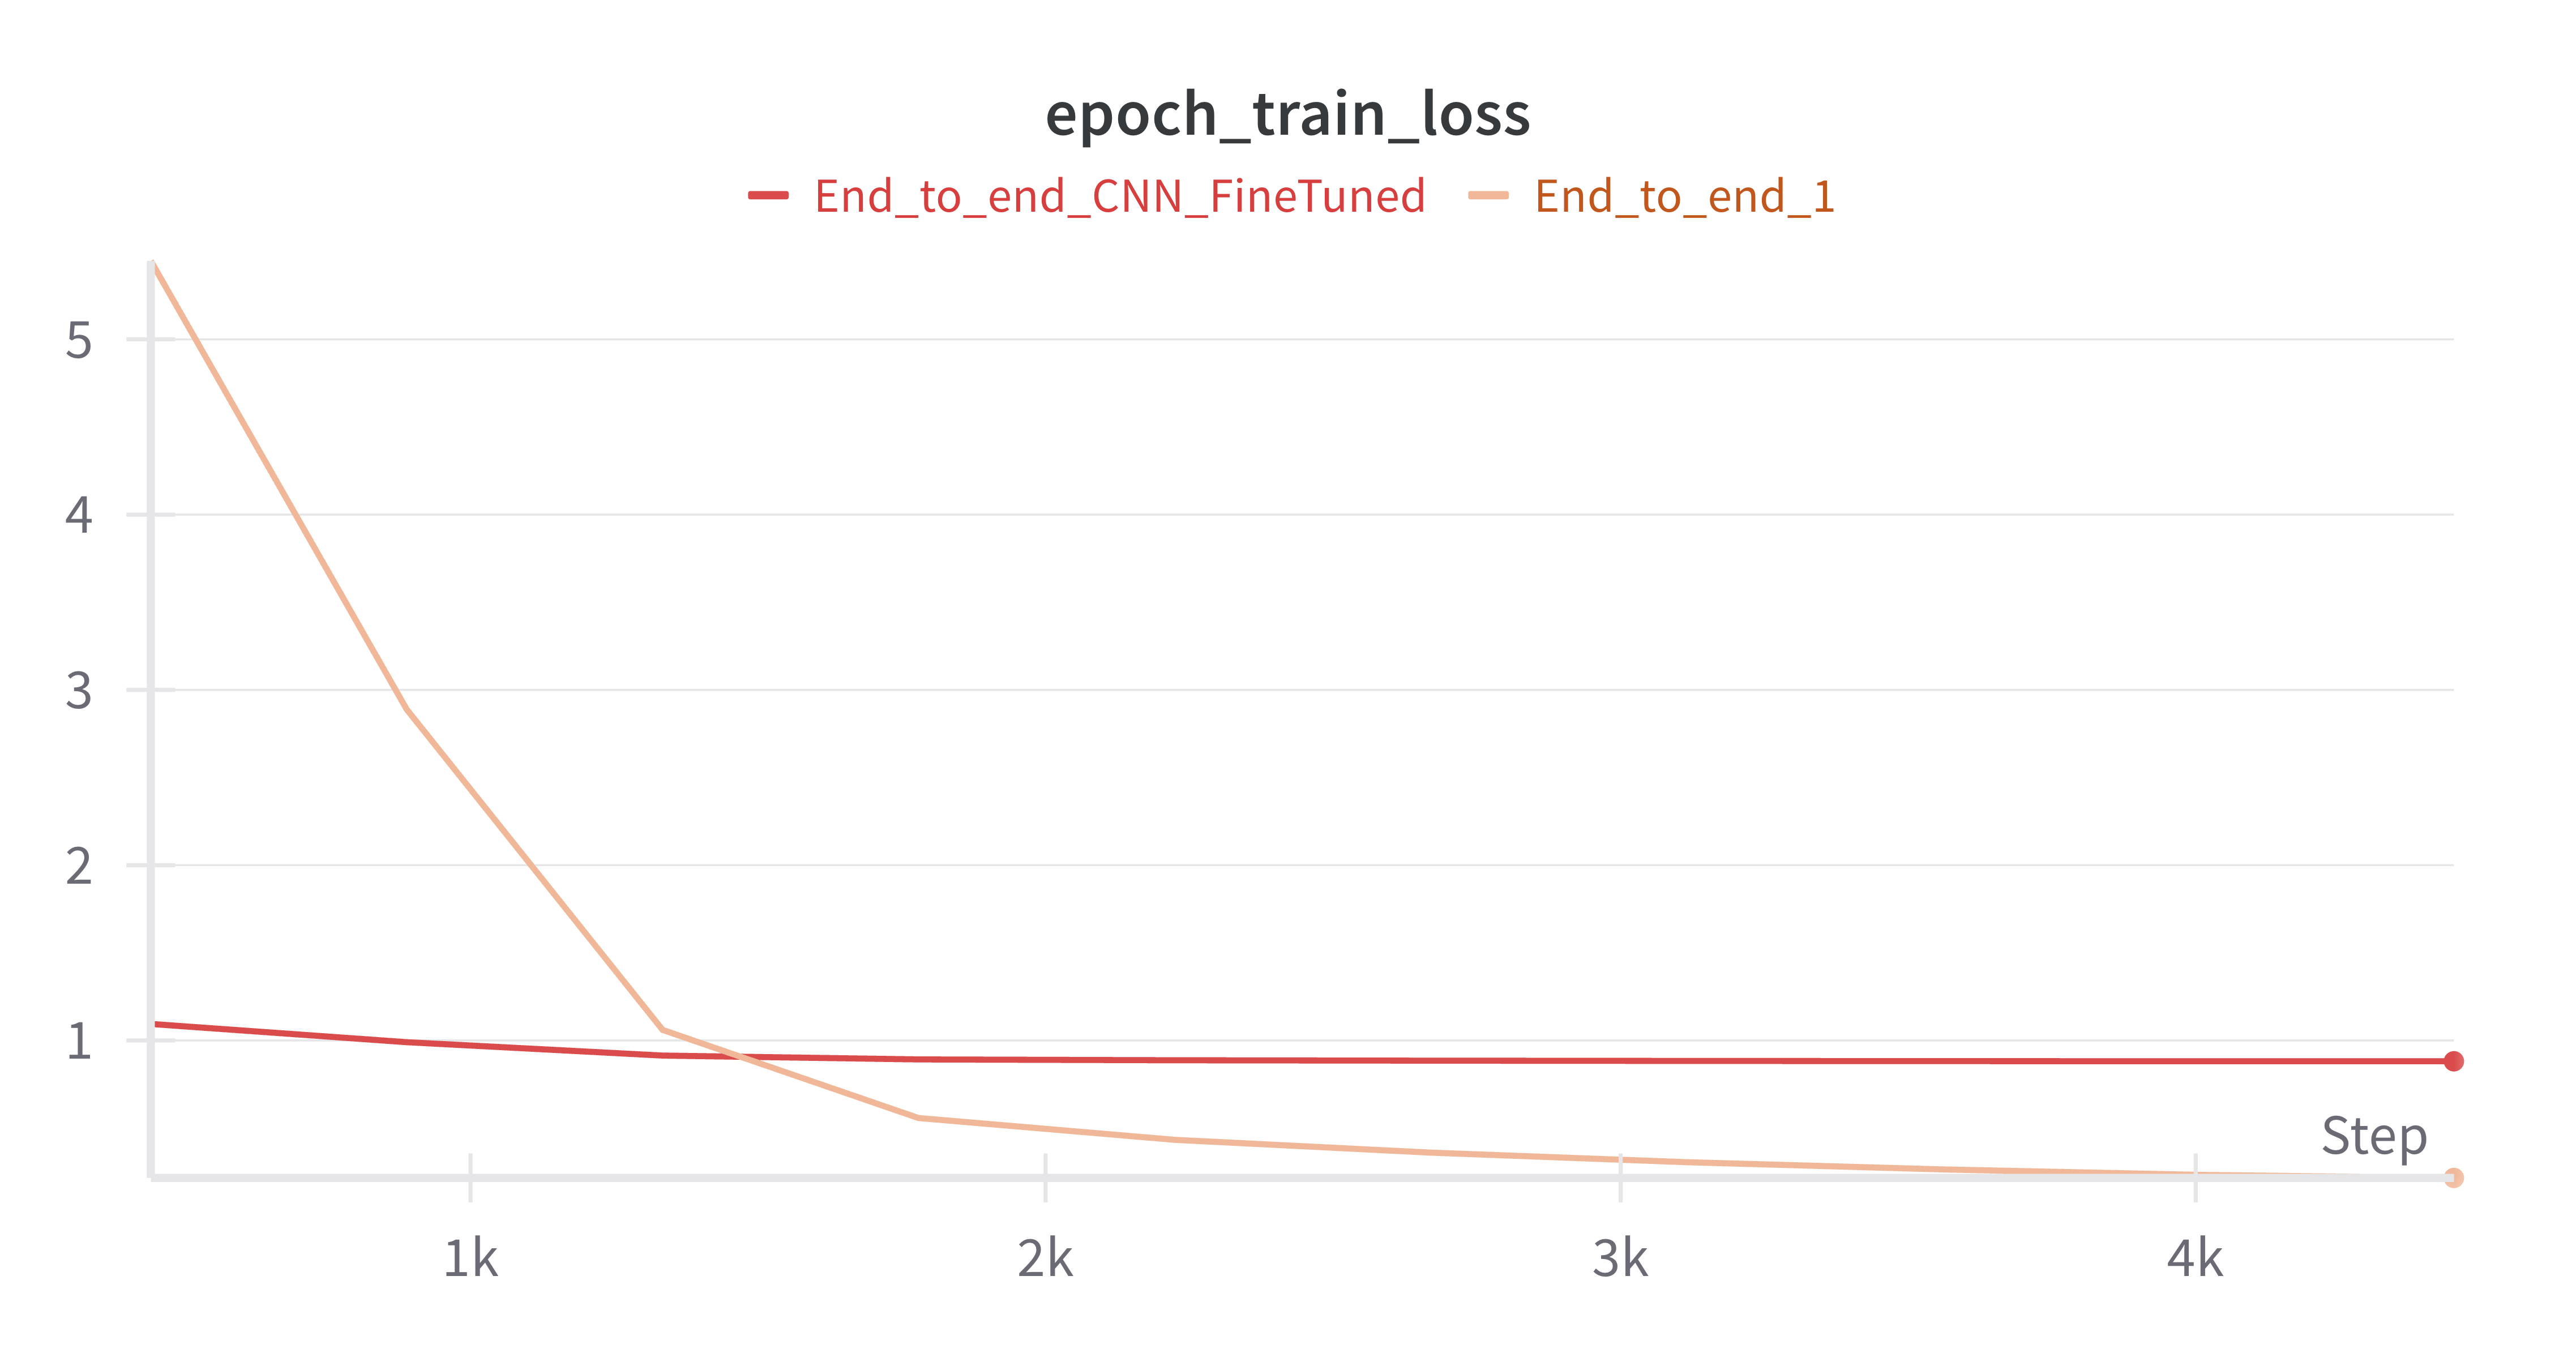 epoch_train_loss
End_to_end_CNN_FineTuned End_to_end_1
5
4
3
2
1
Step
1k 2k 3k 4k